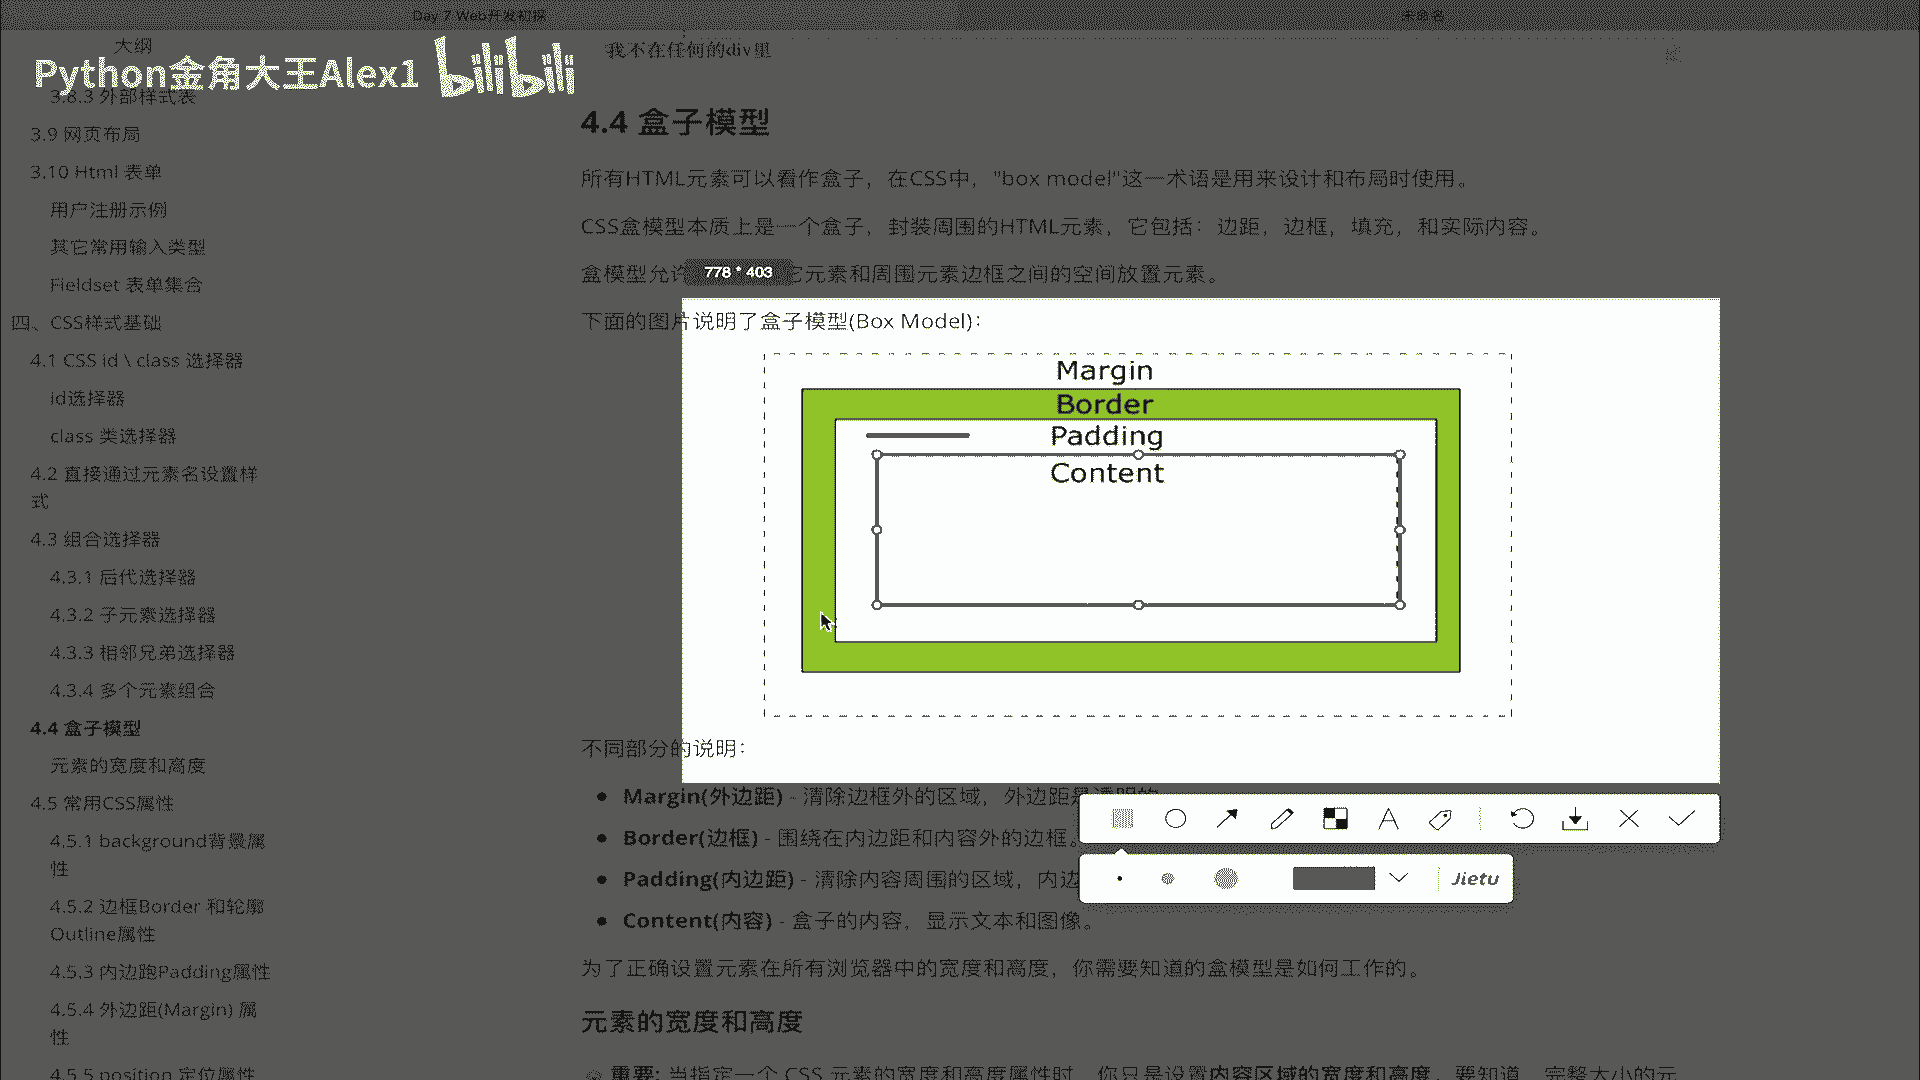 Day 7 Web开发初探
未命名
大纲
Python金角大王Alex1 bilibili
3.8.3 外部样式表
3.9 网页布局
3.10 Html 表单
用户注册示例
其它常用输入类型
Fieldset 表单集合
四、CSS样式基础
4.1 CSS id \ class 选择器
id选择器
class 类选择器
4.2 直接通过元素名设置样
式
4.3 组合选择器
4.3.1 后代选择器
4.3.2 子元素选择器
4.3.3 相邻兄弟选择器
4.3.4 多个元素组合
4.4 盒子模型
元素的宽度和高度
4.5 常用CSS属性
4.5.1 background背景属
性
4.5.2 边框Border 和轮廓
Outline属性
4.5.3 内边跑Padding属性
4.5.4 外边距(Margin) 属
性
4.5.5 position 定位属性
我不在任何的div里
4.4 盒子模型
所有HTML元素可以看作盒子，在CSS中，"box model"这一术语是用来设计和布局时使用。
CSS盒模型本质上是一个盒子，封装周围的HTML元素，它包括：边距，边框，填充，和实际内容。
盒模型允许 778 * 403 它元素和周围元素边框之间的空间放置元素。
下面的图片说明了盒子模型(Box Model)：
Margin
Border
Padding
Content
不同部分的说明：
Margin(外边距) - 清除边框外的区域，外边距是透明的
Border(边框) - 围绕在内边距和内容外的边框。
Padding(内边距) - 清除内容周围的区域，内边
Jietu
Content(内容) - 盒子的内容，显示文本和图像。
为了正确设置元素在所有浏览器中的宽度和高度，你需要知道的盒模型是如何工作的。
元素的宽度和高度
重要: 当指定一个 CSS 元素的宽度和高度属性时，你只是设置内容区域的宽度和高度。要知道，完整大小的元